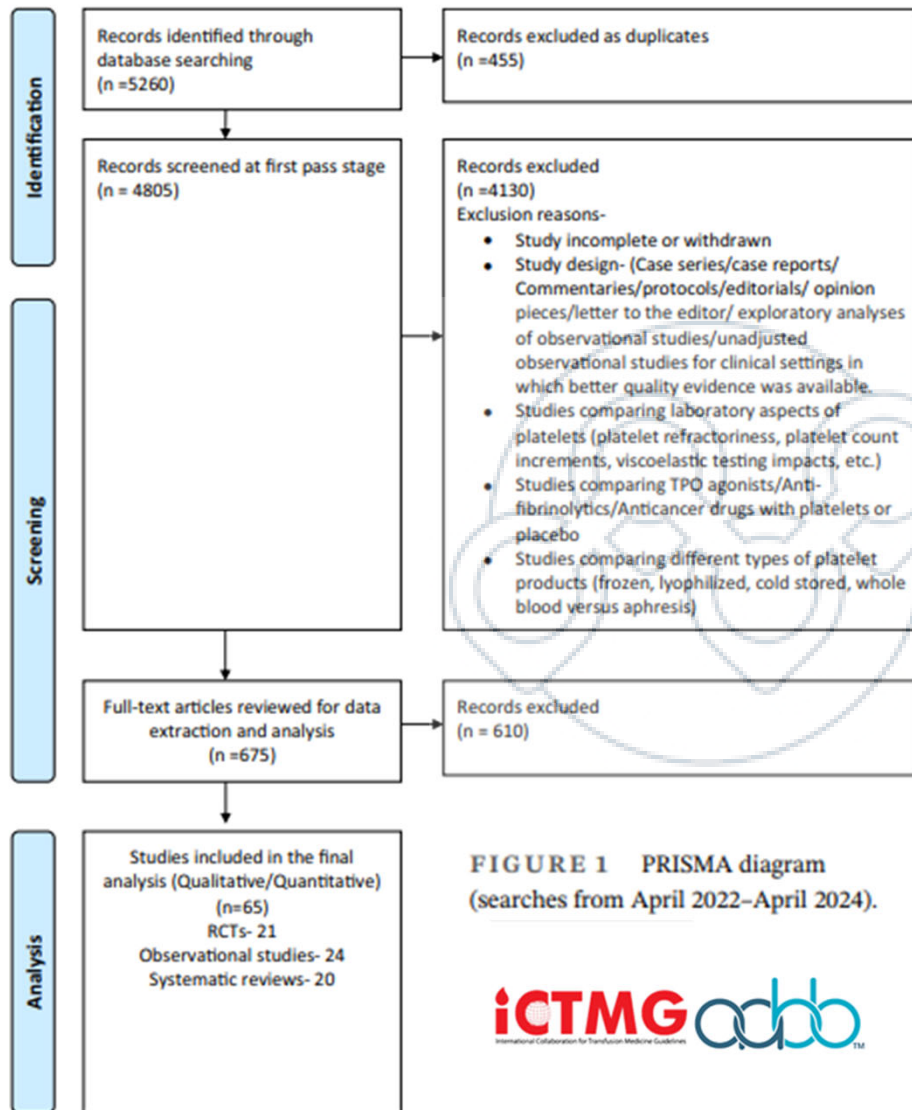 Identification
Records identified through
database searching
(n =5260)
Records excluded as duplicates
(n =455)
Records screened at first pass stage
(n = 4805)
Records excluded
(n =4130)
Exclusion reasons-
• Study incomplete or withdrawn
• Study design- (Case series/case reports/
Commentaries/protocols/editorials/ opinion
pieces/letter to the editor/ exploratory analyses
of observational studies/unadjusted
observational studies for clinical settings in
which better quality evidence was available.
• Studies comparing laboratory aspects of
platelets (platelet refractoriness, platelet count
increments, viscoelastic testing impacts, etc.)
• Studies comparing TPO agonists/Anti-
fibrinolytics/Anticancer drugs with platelets or
placebo
• Studies comparing different types of platelet
products (frozen, lyophilized, cold stored, whole
blood versus aphresis)
Screening
Full-text articles reviewed for data
extraction and analysis
(n =675)
Records excluded
(n = 610)
Analysis
Studies included in the final
analysis (Qualitative/Quantitative)
(n=65)
RCTs- 21
Observational studies- 24
Systematic reviews- 20
FIGURE 1 PRISMA diagram
(searches from April 2022–April 2024).
iCTMG
International Collaboration for Transfusion Medicine Guidelines
aabb
TM